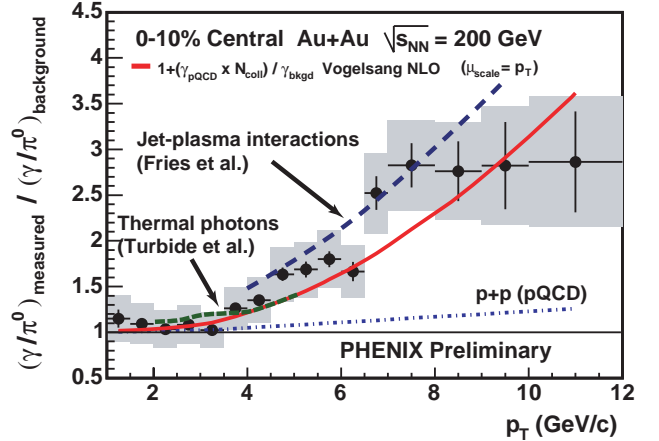 0-10% Central Au+Au √sNN = 200 GeV
1+(γpQCD x Ncoll) / γbkgd Vogelsang NLO (μscale = pT)
Jet-plasma interactions
(Fries et al.)
Thermal photons
(Turbide et al.)
p+p (pQCD)
PHENIX Preliminary
(γ/π0)measured / (γ/π0)background
4.5
4
3.5
3
2.5
2
1.5
1
0.5
2 4 6 8 10 12
pT (GeV/c)